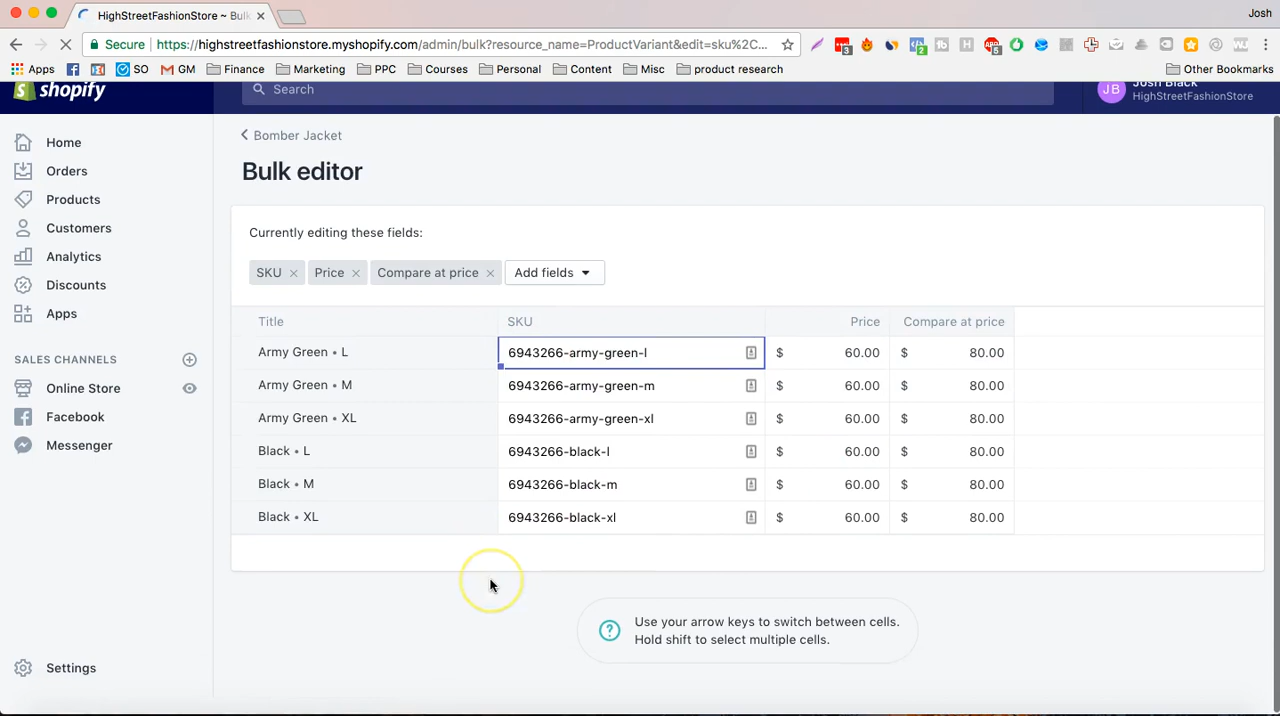 HighStreetFashionStore ~ Bulk
Josh
Secure https://highstreetfashionstore.myshopify.com/admin/bulk?resource_name=ProductVariant&edit=sku%2C...
Apps SO GM Finance Marketing PPC Courses Personal Content Misc product research Other Bookmarks
shopify Search JB Josh Black
HighStreetFashionStore
Home
Orders
Products
Customers
Analytics
Discounts
Apps
SALES CHANNELS
Online Store
Facebook
Messenger
Settings
Bomber Jacket
Bulk editor
Currently editing these fields:
SKU Price Compare at price Add fields
Title SKU Price Compare at price
Army Green • L 6943266-army-green-l $ 60.00 $ 80.00
Army Green • M 6943266-army-green-m $ 60.00 $ 80.00
Army Green • XL 6943266-army-green-xl $ 60.00 $ 80.00
Black • L 6943266-black-l $ 60.00 $ 80.00
Black • M 6943266-black-m $ 60.00 $ 80.00
Black • XL 6943266-black-xl $ 60.00 $ 80.00
Use your arrow keys to switch between cells.
Hold shift to select multiple cells.